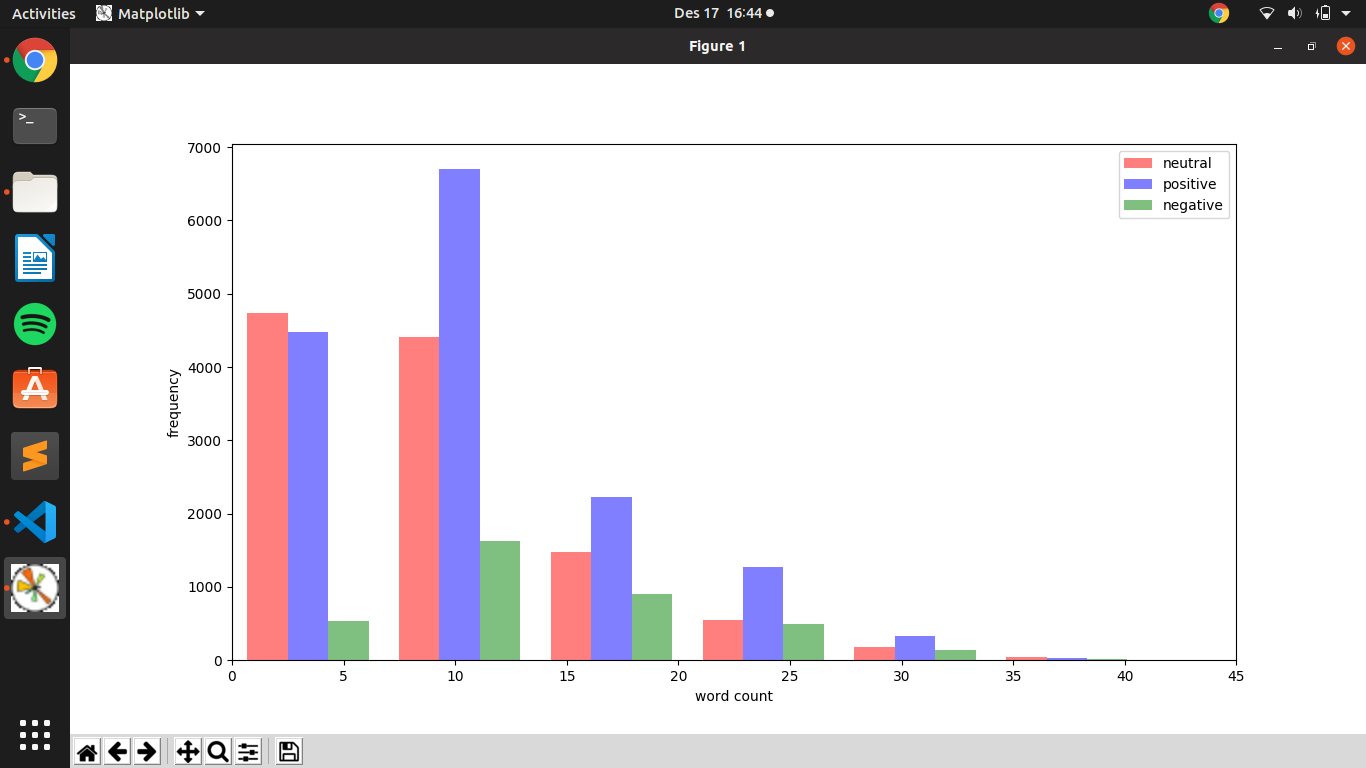 Activities Matplotlib Des 17 16:44
Figure 1
>_
7000
6000
5000
4000
3000
2000
1000
0
frequency
neutral
positive
negative
0 5 10 15 20 25 30 35 40 45
word count